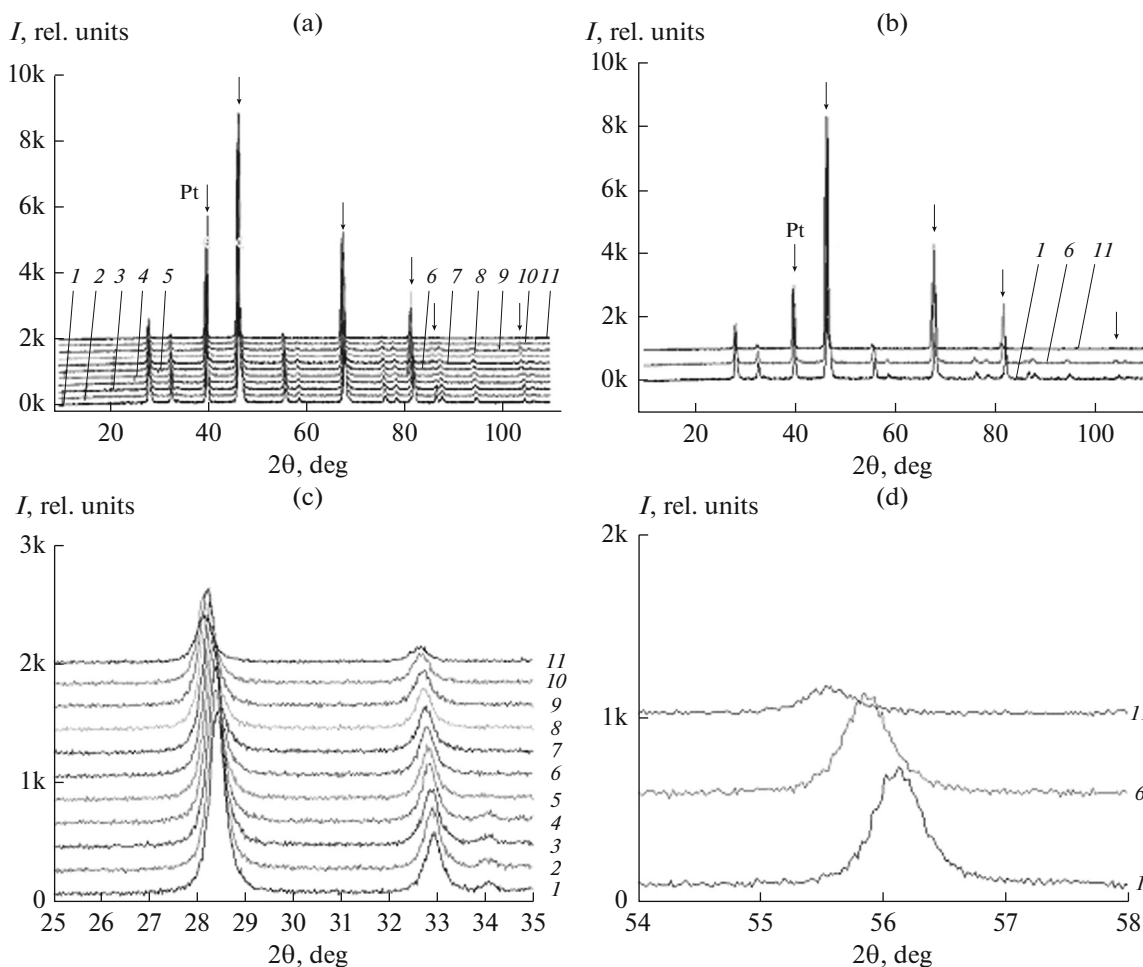 (a)
I, rel. units
10k
8k
6k
4k
2k
0k
Pt
1 2 3 4 5
6 7 8 9 10 11
20 40 60 80 100
2θ, deg
(b)
I, rel. units
10k
8k
6k
4k
2k
0k
Pt
1 6 11
20 40 60 80 100
2θ, deg
(c)
I, rel. units
3k
2k
1k
0
11
10
9
8
7
6
5
4
3
2
1
25 26 27 28 29 30 31 32 33 34 35
2θ, deg
(d)
I, rel. units
2k
1k
0
6
1
54 55 56 57 58
2θ, deg